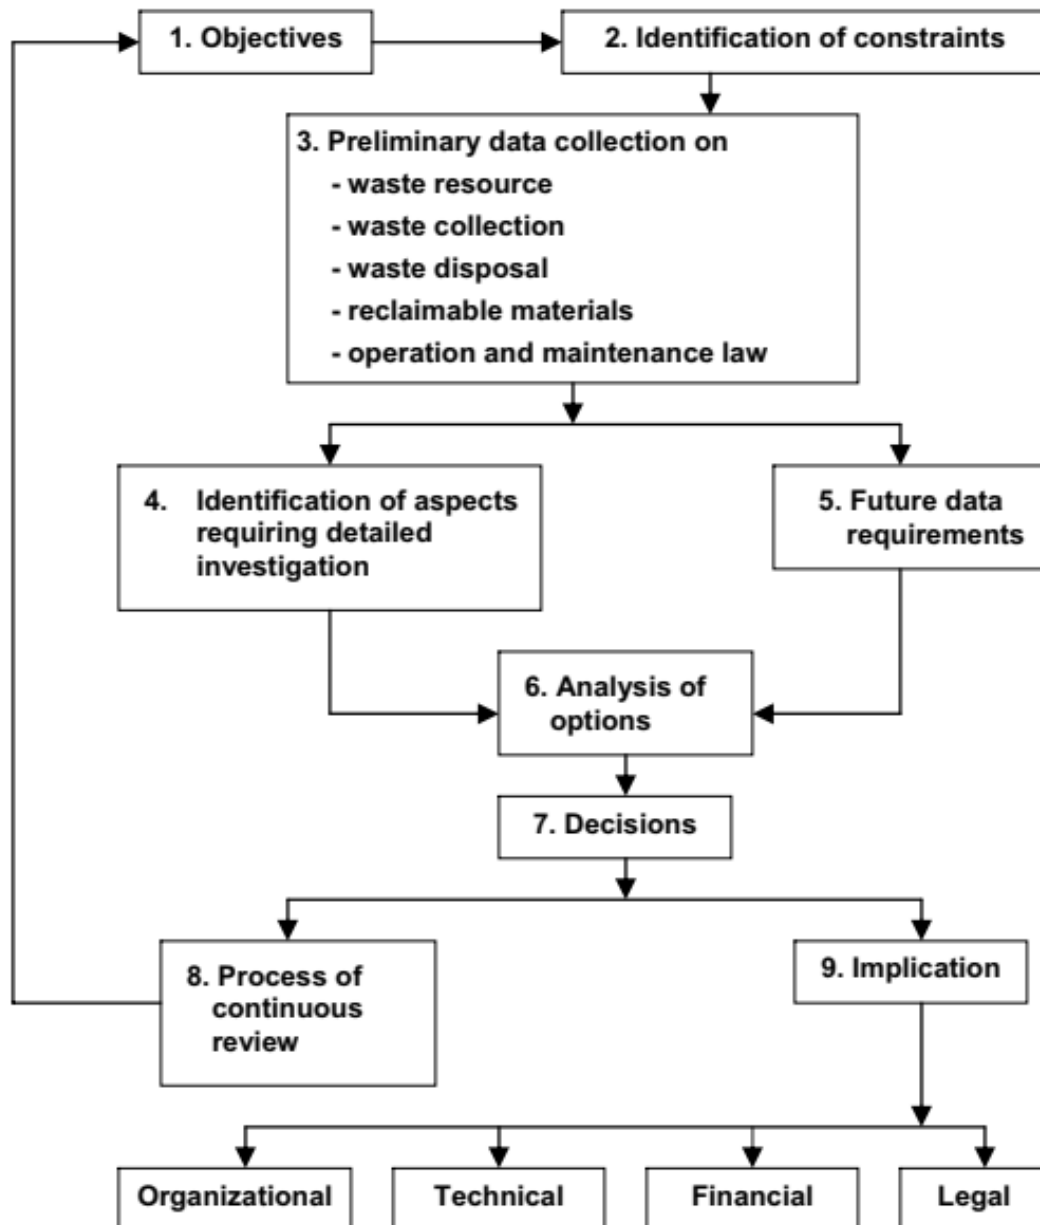 1. Objectives
2. Identification of constraints
3. Preliminary data collection on
- waste resource
- waste collection
- waste disposal
- reclaimable materials
- operation and maintenance law
4. Identification of aspects
requiring detailed
investigation
5. Future data
requirements
6. Analysis of
options
7. Decisions
8. Process of
continuous
review
9. Implication
Organizational
Technical
Financial
Legal